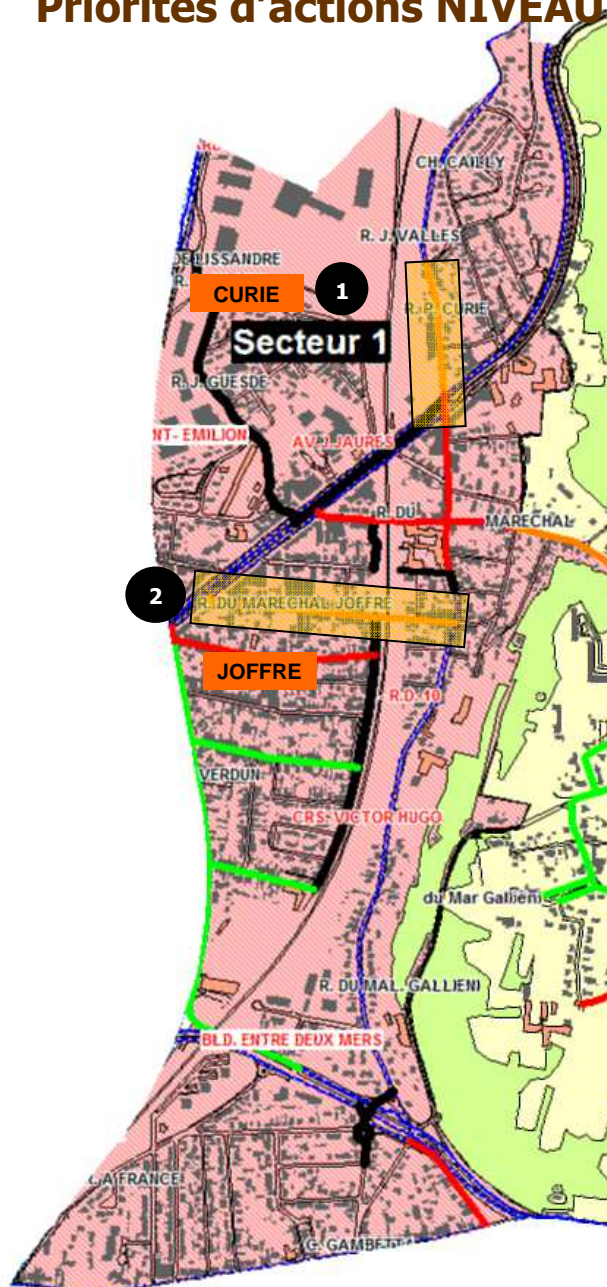 Priorités d'actions NIVEAU
CH. CAILLY
R. J. VALLES
DE LISSANDRE
R.
CURIE
1
R. P. CURIE
Secteur 1
R. J. GUESDE
NT- EMILION
AV. J.JAURES
R. DU
MARECHAL
2
R. DU MARECHAL JOFFRE
JOFFRE
R.D. 10
VERDUN
CRS. VICTOR HUGO
du Mar Gallieni
R. DU MAL. GALLIENI
BLD. ENTRE DEUX MERS
LA FRANCE
G. GAMBETTA